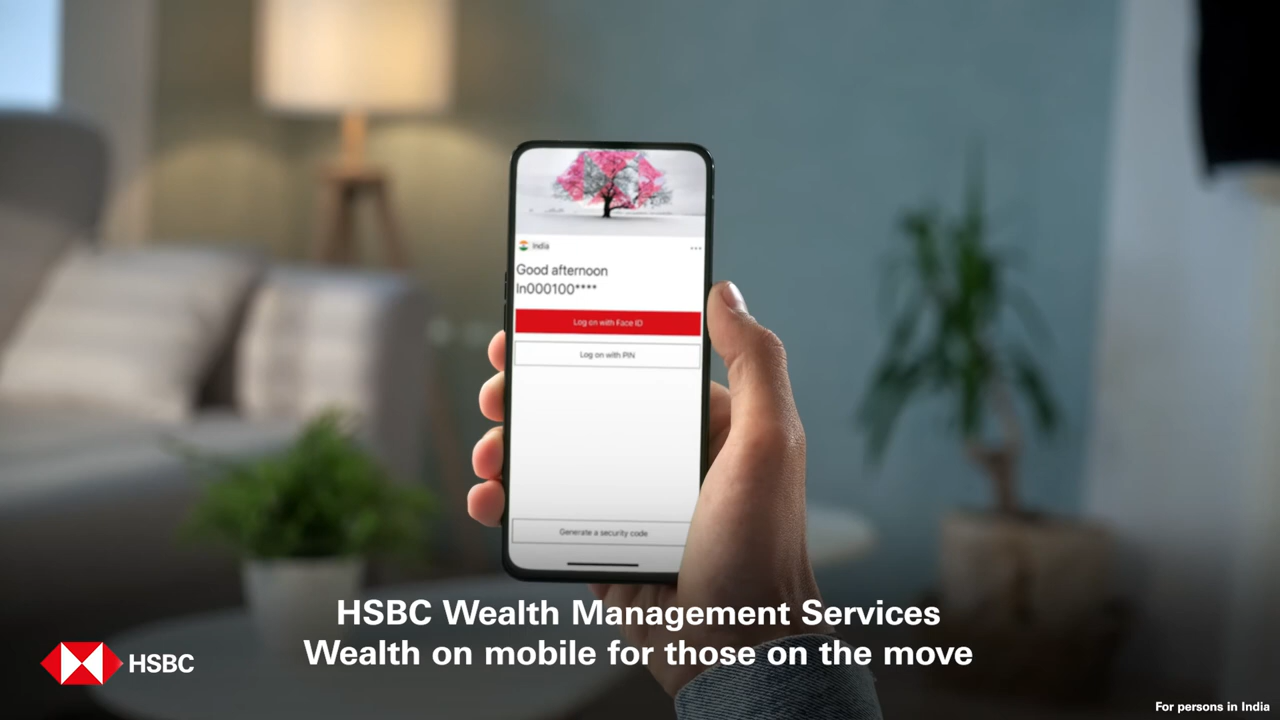 India
Good afternoon
In000100****
Log on with Face ID
Log on with PIN
Generate a security code
HSBC Wealth Management Services
Wealth on mobile for those on the move
HSBC
For persons in India